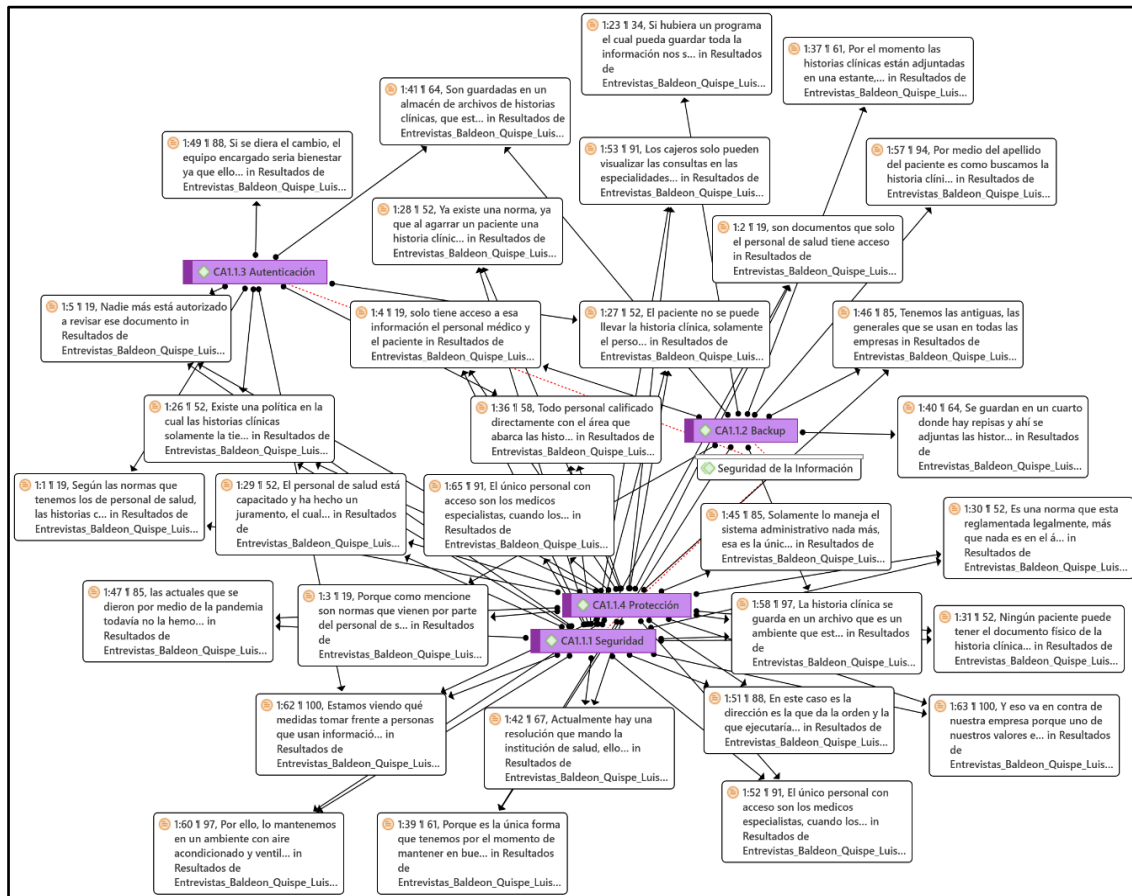 1:23 ¶ 34, Si hubiera un programa
el cual pueda guardar toda la
información nos s... in Resultados
de
Entrevistas_Baldeon_Quispe_Luis...
1:37 ¶ 61, Por el momento las
historias clínicas están adjuntadas
en una estante,... in Resultados
de
Entrevistas_Baldeon_Quispe_Luis...
1:41 ¶ 64, Son guardadas en un
almacén de archivos de historias
clínicas, que est... in Resultados
de
Entrevistas_Baldeon_Quispe_Luis...
1:49 ¶ 88, Si se diera el cambio, el
equipo encargado seria bienestar
ya que ello... in Resultados de
Entrevistas_Baldeon_Quispe_Luis...
1:53 ¶ 91, Los cajeros solo pueden
visualizar las consultas en las
especialidades... in Resultados
de
Entrevistas_Baldeon_Quispe_Luis...
1:57 ¶ 94, Por medio del apellido
del paciente es como buscamos la
historia clíni... in Resultados
de
Entrevistas_Baldeon_Quispe_Luis...
1:28 ¶ 52, Ya existe una norma, ya
que al agarrar un paciente una
historia clínic... in Resultados
de
Entrevistas_Baldeon_Quispe_Luis...
1:2 ¶ 19, son documentos que solo
el personal de salud tiene acceso
in Resultados de
Entrevistas_Baldeon_Quispe_Luis...
CA1.1.3 Autenticación
1:5 ¶ 19, Nadie más está autorizado
a revisar ese documento in
Resultados de
Entrevistas_Baldeon_Quispe_Luis...
1:4 ¶ 19, solo tiene acceso a esa
información el personal médico y
el paciente in Resultados de
Entrevistas_Baldeon_Quispe_Luis...
1:27 ¶ 52, El paciente no se puede
llevar la historia clínica, solamente
el perso... in Resultados de
Entrevistas_Baldeon_Quispe_Luis...
1:46 ¶ 85, Tenemos las antiguas, las
generales que se usan en todas las
empresas in Resultados de
Entrevistas_Baldeon_Quispe_Luis...
1:26 ¶ 52, Existe una política en la
cual las historias clínicas
solamente la tie... in Resultados
de
Entrevistas_Baldeon_Quispe_Luis...
1:36 ¶ 58, Todo personal calificado
directamente con el área que
abarca las histo... in Resultados
de
Entrevistas_Baldeon_Quispe_Luis...
CA1.1.2 Backup
1:40 ¶ 64, Se guardan en un cuarto
donde hay repisas y ahí se
adjuntas las histor... in Resultados
de
Entrevistas_Baldeon_Quispe_Luis...
Seguridad de la Información
1:1 ¶ 19, Según las normas que
tenemos los de personal de salud,
las historias c... in Resultados de
Entrevistas_Baldeon_Quispe_Luis...
1:29 ¶ 52, El personal de salud está
capacitado y ha hecho un
juramento, el cual... in
Resultados de
Entrevistas_Baldeon_Quispe_Luis...
1:65 ¶ 91, El único personal con
acceso son los medicos
especialistas, cuando los... in
Resultados de
Entrevistas_Baldeon_Quispe_Luis...
1:45 ¶ 85, Solamente lo maneja el
sistema administrativo nada más,
esa es la únic... in Resultados de
Entrevistas_Baldeon_Quispe_Luis...
1:30 ¶ 52, Es una norma que esta
reglamentada legalmente, más
que nada es en el á... in
Resultados de
Entrevistas_Baldeon_Quispe_Luis...
1:47 ¶ 85, las actuales que se
dieron por medio de la pandemia
todavía no la hemo... in
Resultados de
Entrevistas_Baldeon_Quispe_Luis...
1:3 ¶ 19, Porque como mencione
son normas que vienen por parte
del personal de s... in Resultados
de
Entrevistas_Baldeon_Quispe_Luis...
CA1.1.4 Protección
CA1.1.1 Seguridad
1:58 ¶ 97, La historia clínica se
guarda en un archivo que es un
ambiente que est... in Resultados
de
Entrevistas_Baldeon_Quispe_Luis...
1:31 ¶ 52, Ningún paciente puede
tener el documento físico de la
historia clínica... in Resultados de
Entrevistas_Baldeon_Quispe_Luis...
1:62 ¶ 100, Estamos viendo qué
medidas tomar frente a personas
que usan informació... in
Resultados de
Entrevistas_Baldeon_Quispe_Luis...
1:42 ¶ 67, Actualmente hay una
resolución que mando la
institución de salud, ello... in
Resultados de
Entrevistas_Baldeon_Quispe_Luis...
1:51 ¶ 88, En este caso es la
dirección es la que da la orden y la
que ejecutaría... in Resultados
de
Entrevistas_Baldeon_Quispe_Luis...
1:63 ¶ 100, Y eso va en contra de
nuestra empresa porque uno de
nuestros valores e... in Resultados
de
Entrevistas_Baldeon_Quispe_Luis...
1:52 ¶ 91, El único personal con
acceso son los medicos
especialistas, cuando los... in
Resultados de
Entrevistas_Baldeon_Quispe_Luis...
1:60 ¶ 97, Por ello, lo mantenemos
en un ambiente con aire
acondicionado y ventil... in
Resultados de
Entrevistas_Baldeon_Quispe_Luis...
1:39 ¶ 61, Porque es la única forma
que tenemos por el momento de
mantener en bue... in Resultados
de
Entrevistas_Baldeon_Quispe_Luis...